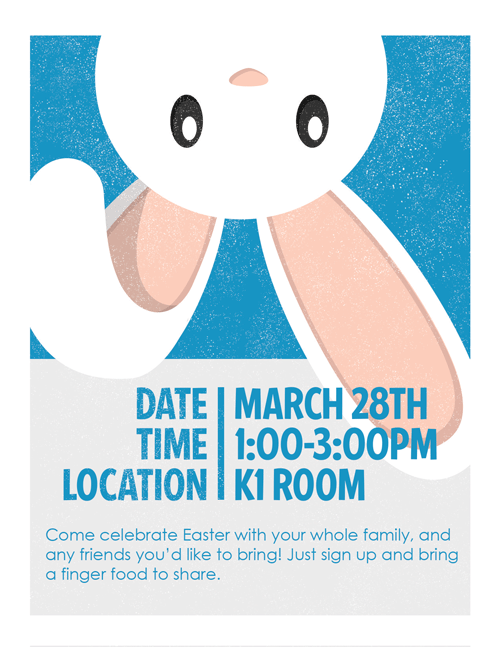 DATE | MARCH 28TH
TIME | 1:00-3:00PM
LOCATION | K1 ROOM
Come celebrate Easter with your whole family, and
any friends you'd like to bring! Just sign up and bring
a finger food to share.